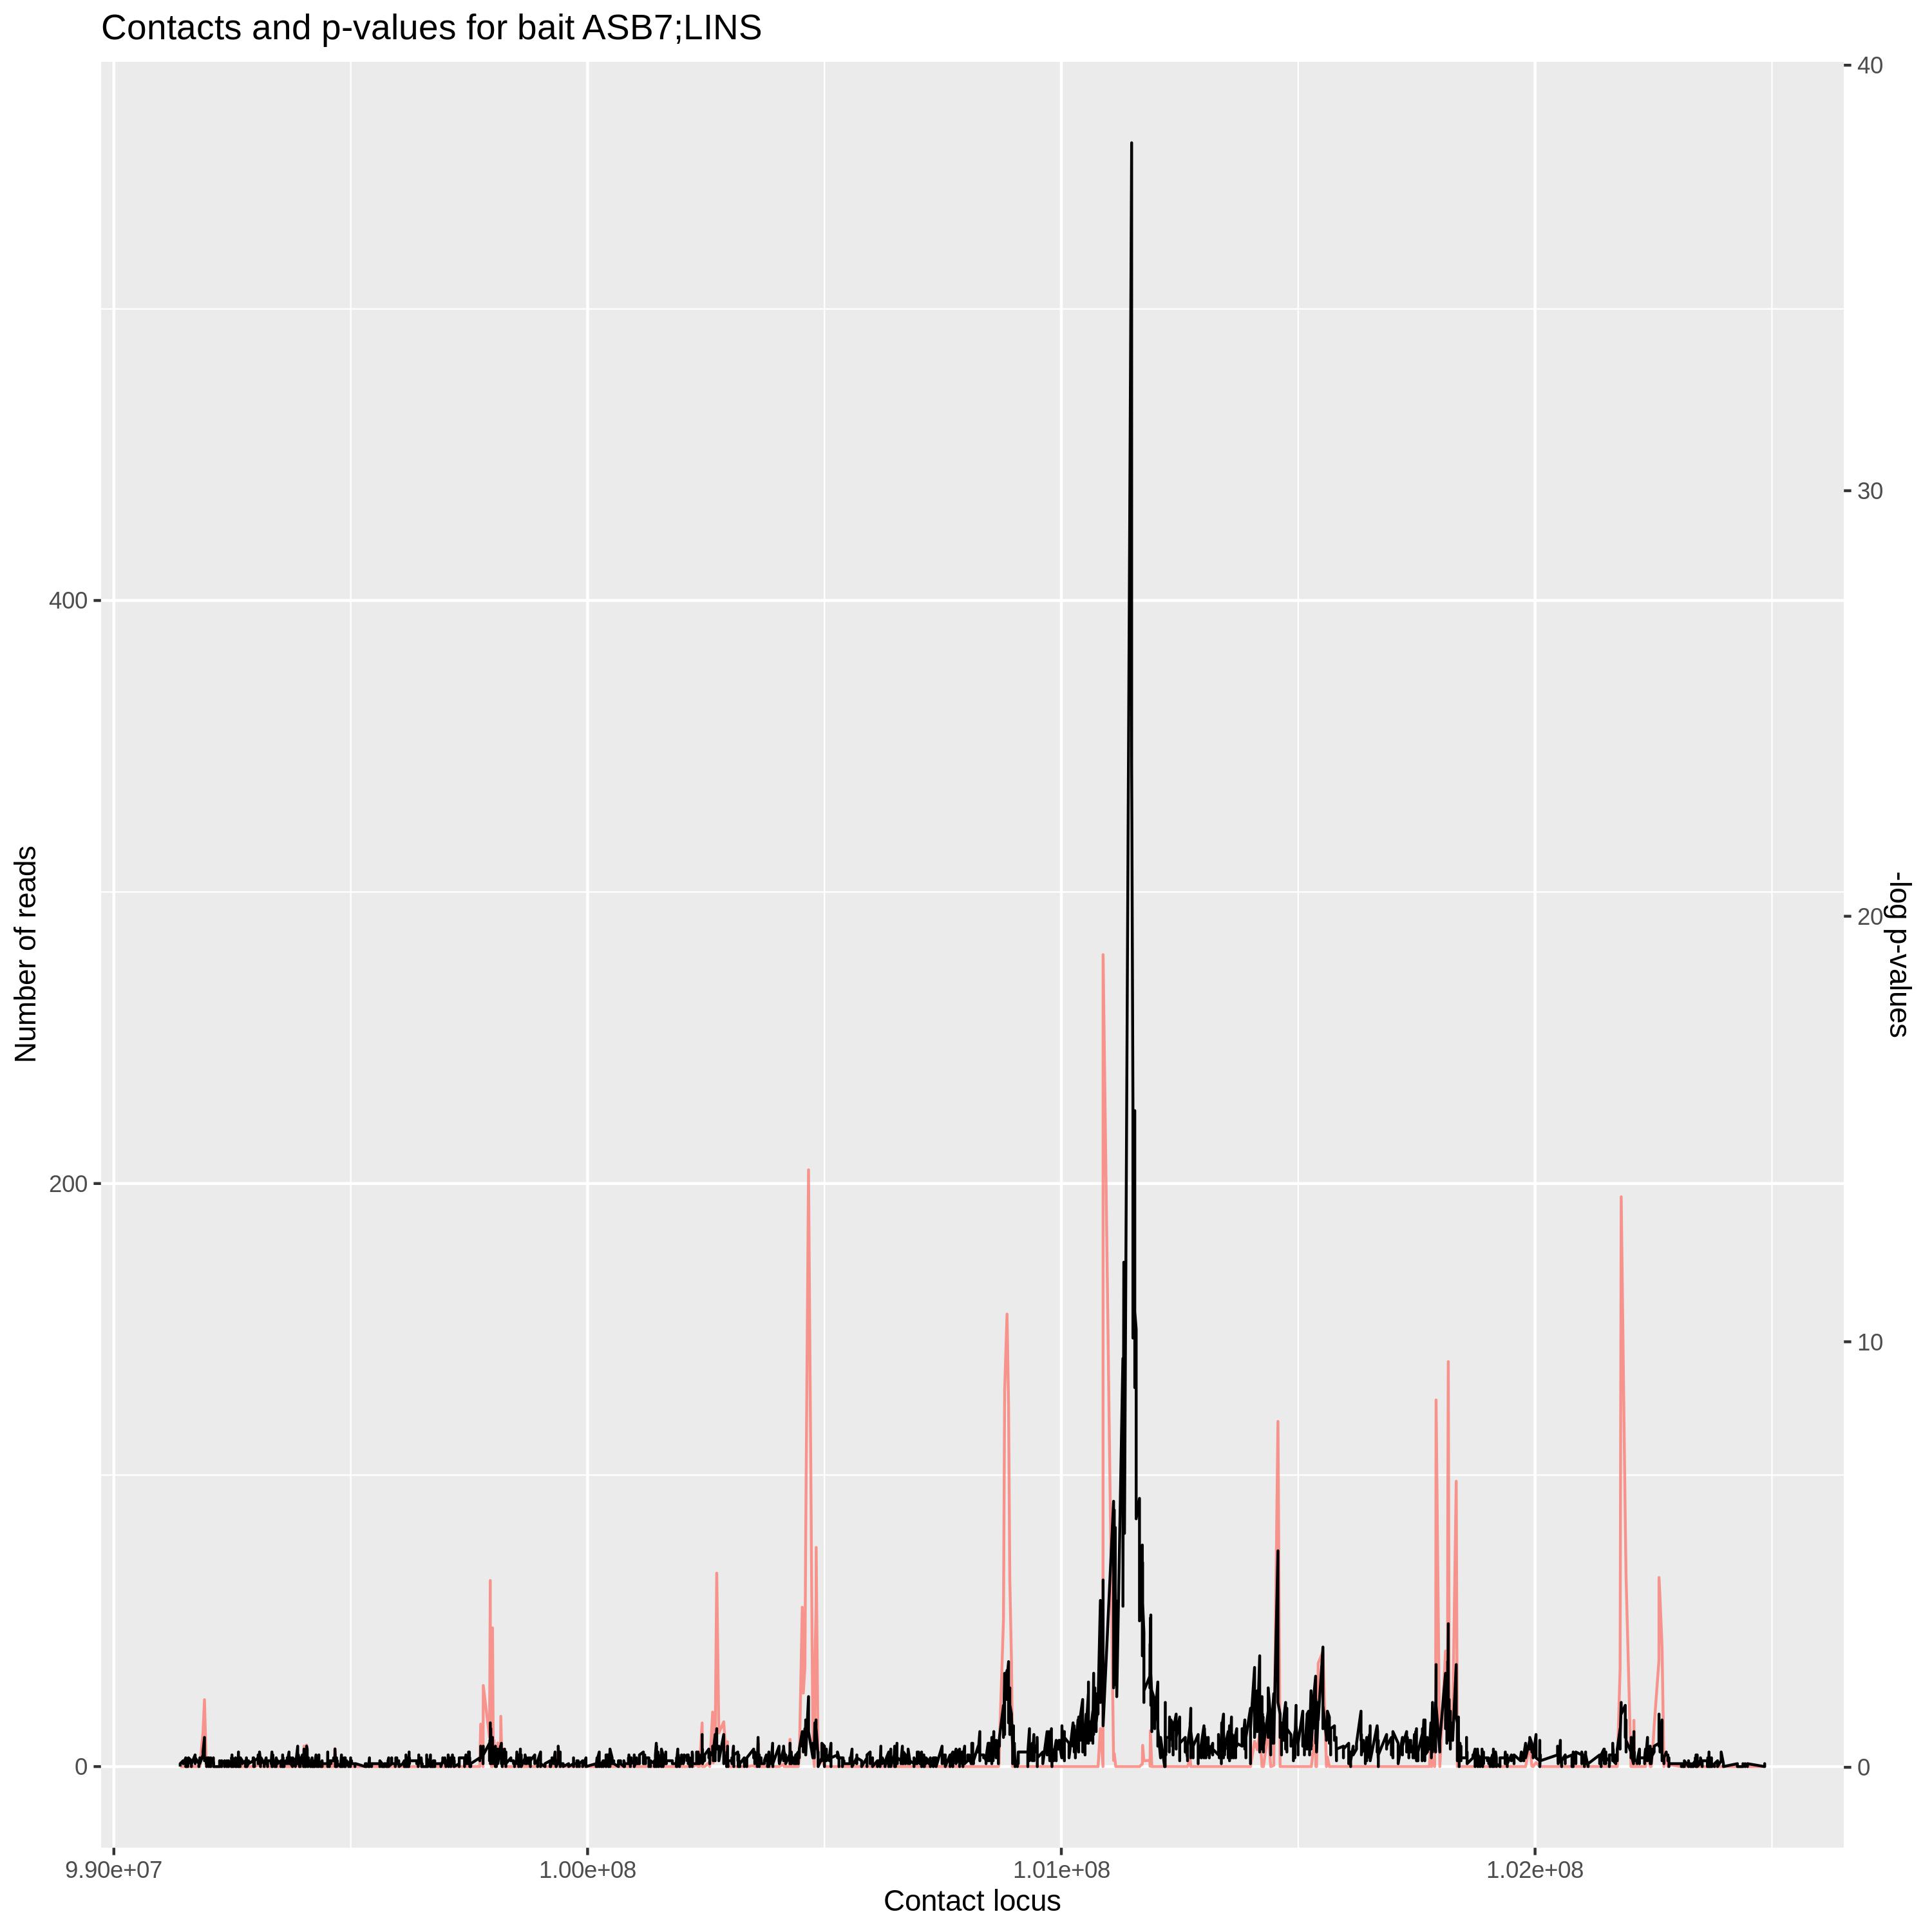 Contacts and p-values for bait ASB7;LINS
40
30
400
Number of reads
-log p-values
20
200
10
0
0
9.90e+07
1.00e+08
1.01e+08
1.02e+08
Contact locus